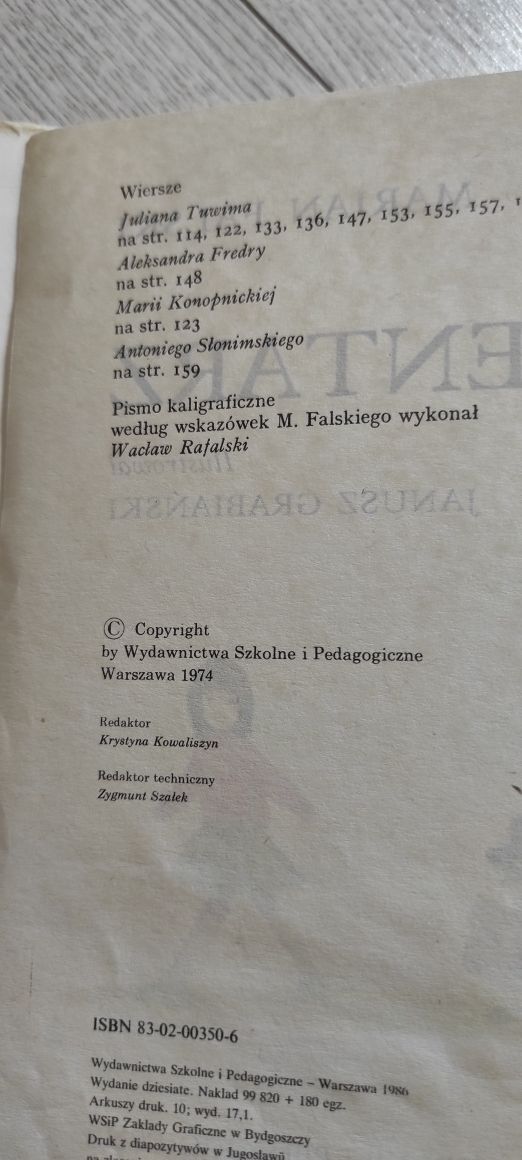 Wiersze
Juliana Tuwima
na str. 114, 122, 133, 136, 147, 153, 155, 157,
Aleksandra Fredry
na str. 148
Marii Konopnickiej
na str. 123
Antoniego Słonimskiego
na str. 159
Pismo kaligraficzne
według wskazówek M. Falskiego wykonał
Wacław Rafalski
© Copyright
by Wydawnictwa Szkolne i Pedagogiczne
Warszawa 1974
Redaktor
Krystyna Kowaliszyn
Redaktor techniczny
Zygmunt Szałek
ISBN 83-02-00350-6
Wydawnictwa Szkolne i Pedagogiczne – Warszawa 1986
Wydanie dziesiate. Nakład 99 820 + 180 egz.
Arkuszy druk. 10; wyd. 17,1.
WSiP Zakłady Graficzne w Bydgoszczy
Druk z diapozytywów w Jugosławii